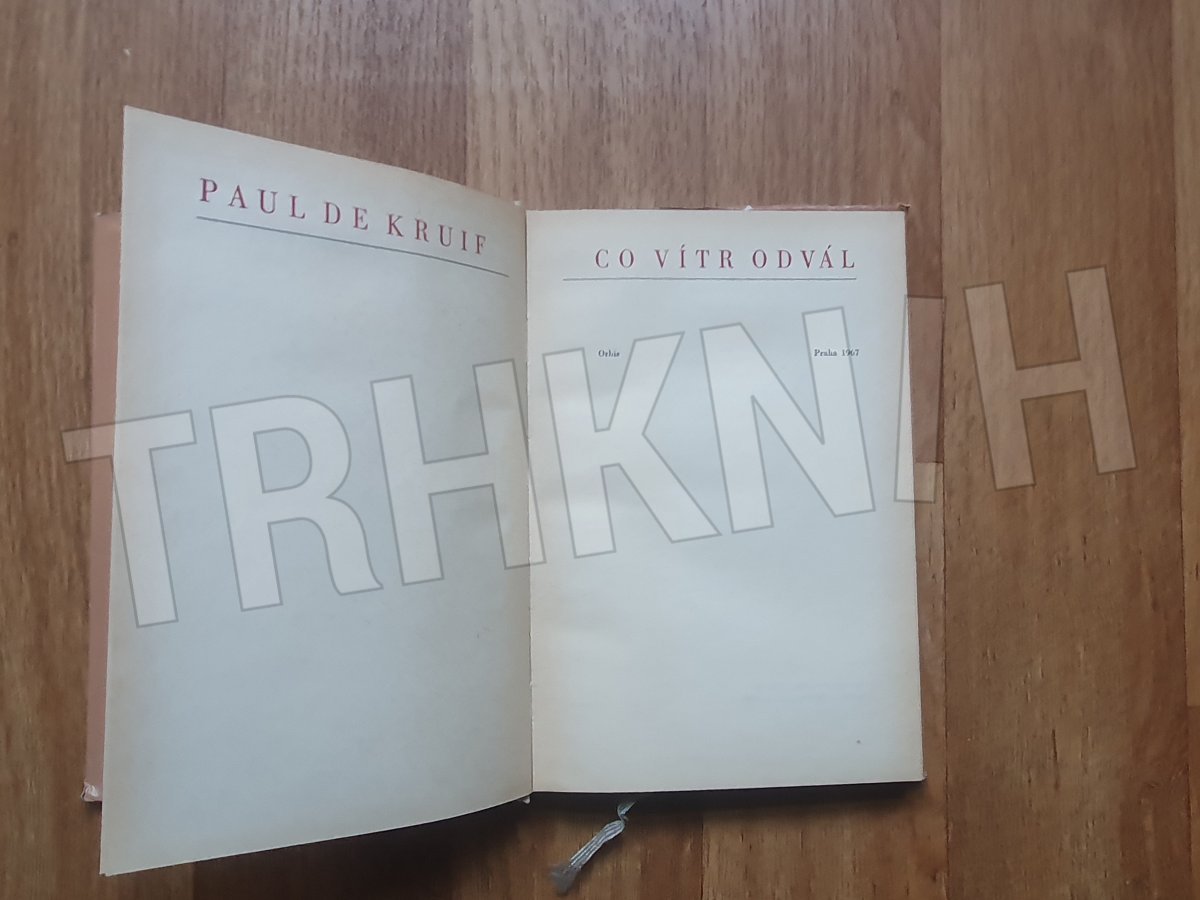 PAUL DE KRUIF
CO VÍTR ODVÁL
Orbis Praha 1967
TRHKNIH